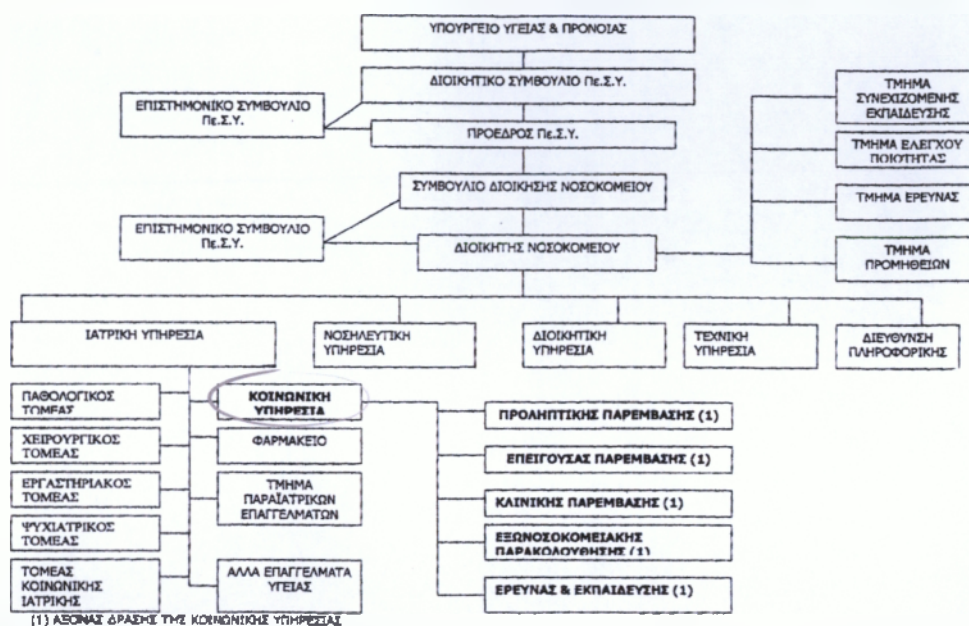 ΥΠΟΥΡΓΕΙΟ ΥΓΕΙΑΣ & ΠΡΟΝΟΙΑΣ
ΔΙΟΙΚΗΤΙΚΟ ΣΥΜΒΟΥΛΙΟ Πε.Σ.Υ.
ΕΠΙΣΤΗΜΟΝΙΚΟ ΣΥΜΒΟΥΛΙΟ
Πε.Σ.Υ.
ΠΡΟΕΔΡΟΣ Πε.Σ.Υ.
ΣΥΜΒΟΥΛΙΟ ΔΙΟΙΚΗΣΗΣ ΝΟΣΟΚΟΜΕΙΟΥ
ΕΠΙΣΤΗΜΟΝΙΚΟ ΣΥΜΒΟΥΛΙΟ
Πε.Σ.Υ.
ΔΙΟΙΚΗΤΗΣ ΝΟΣΟΚΟΜΕΙΟΥ
ΤΜΗΜΑ
ΣΥΝΕΧΙΖΟΜΕΝΗΣ
ΕΚΠΑΙΔΕΥΣΗΣ
ΤΜΗΜΑ ΕΛΕΓΧΟΥ
ΠΟΙΟΤΗΤΑΣ
ΤΜΗΜΑ ΕΡΕΥΝΑΣ
ΤΜΗΜΑ
ΠΡΟΜΗΘΕΙΩΝ
ΙΑΤΡΙΚΗ ΥΠΗΡΕΣΙΑ
ΝΟΣΗΛΕΥΤΙΚΗ
ΥΠΗΡΕΣΙΑ
ΔΙΟΙΚΗΤΙΚΗ
ΥΠΗΡΕΣΙΑ
ΤΕΧΝΙΚΗ
ΥΠΗΡΕΣΙΑ
ΔΙΕΥΘΥΝΣΗ
ΠΛΗΡΟΦΟΡΙΚΗΣ
ΠΑΘΟΛΟΓΙΚΟΣ
ΤΟΜΕΑΣ
ΧΕΙΡΟΥΡΓΙΚΟΣ
ΤΟΜΕΑΣ
ΕΡΓΑΣΤΗΡΙΑΚΟΣ
ΤΟΜΕΑΣ
ΨΥΧΙΑΤΡΙΚΟΣ
ΤΟΜΕΑΣ
ΤΟΜΕΑΣ
ΚΟΙΝΩΝΙΚΗΣ
ΙΑΤΡΙΚΗΣ
ΚΟΙΝΩΝΙΚΗ
ΥΠΗΡΕΣΙΑ
ΦΑΡΜΑΚΕΙΟ
ΤΜΗΜΑ
ΠΑΡΑΪΑΤΡΙΚΩΝ
ΕΠΑΓΓΕΛΜΑΤΩΝ
ΑΛΛΑ ΕΠΑΓΓΕΛΜΑΤΑ
ΥΓΕΙΑΣ
ΠΡΟΛΗΠΤΙΚΗΣ ΠΑΡΕΜΒΑΣΗΣ (1)
ΕΠΕΙΓΟΥΣΑΣ ΠΑΡΕΜΒΑΣΗΣ (1)
ΚΛΙΝΙΚΗΣ ΠΑΡΕΜΒΑΣΗΣ (1)
ΕΞΩΝΟΣΟΚΟΜΕΙΑΚΗΣ
ΠΑΡΑΚΟΛΟΥΘΗΣΗΣ (1)
ΕΡΕΥΝΑΣ & ΕΚΠΑΙΔΕΥΣΗΣ (1)
(1) ΑΞΟΝΑΣ ΔΡΑΣΗΣ ΤΗΣ ΚΟΙΝΩΝΙΚΗΣ ΥΠΗΡΕΣΙΑΣ